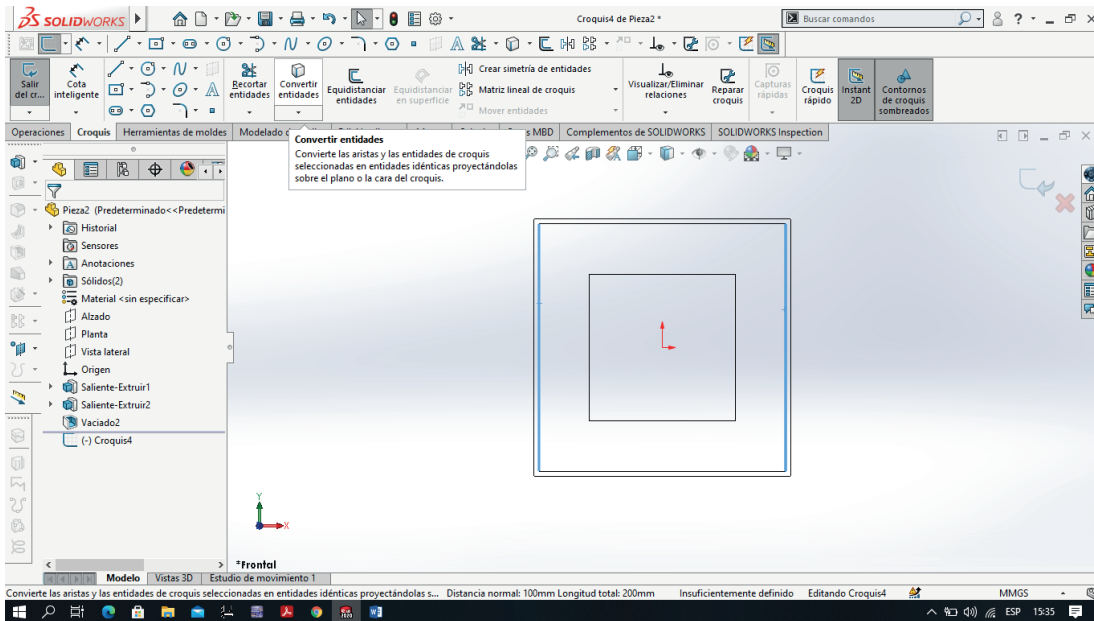 SOLIDWORKS
Croquis4 de Pieza2 *
Buscar comandos
Salir del cr...
Cota inteligente
Recortar entidades
Convertir entidades
Equidistanciar entidades
Equidistanciar en superficie
Crear simetría de entidades
Matriz lineal de croquis
Mover entidades
Visualizar/Eliminar relaciones
Reparar croquis
Capturas rápidas
Croquis rápido
Instant 2D
Contornos de croquis sombreados
Operaciones
Croquis
Herramientas de moldes
Modelado d
s MBD
Complementos de SOLIDWORKS
SOLIDWORKS Inspection
Convertir entidades
Convierte las aristas y las entidades de croquis
seleccionadas en entidades idénticas proyectándolas
sobre el plano o la cara del croquis.
Pieza2 (Predeterminado<<Predetermi
Historial
Sensores
Anotaciones
Sólidos(2)
Material <sin especificar>
Alzado
Planta
Vista lateral
Origen
Saliente-Extruir1
Saliente-Extruir2
Vaciado2
(-) Croquis4
Y
X
*Frontal
Modelo
Vistas 3D
Estudio de movimiento 1
Convierte las aristas y las entidades de croquis seleccionadas en entidades idénticas proyectándolas s...
Distancia normal: 100mm Longitud total: 200mm
Insuficientemente definido
Editando Croquis4
MMGS
ESP
15:35